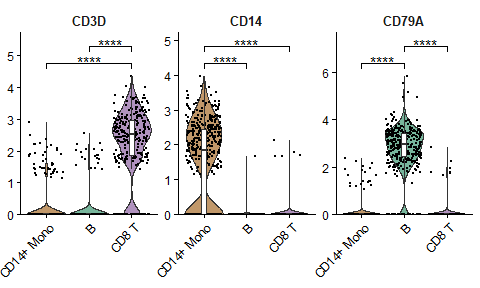 CD3D CD14 CD79A
**** **** ****
**** **** ****
5 5
4 4 6
3 3 4
2 2
1 1 2
0 0 0
CD14+ Mono B CD8 T CD14+ Mono B CD8 T CD14+ Mono B CD8 T